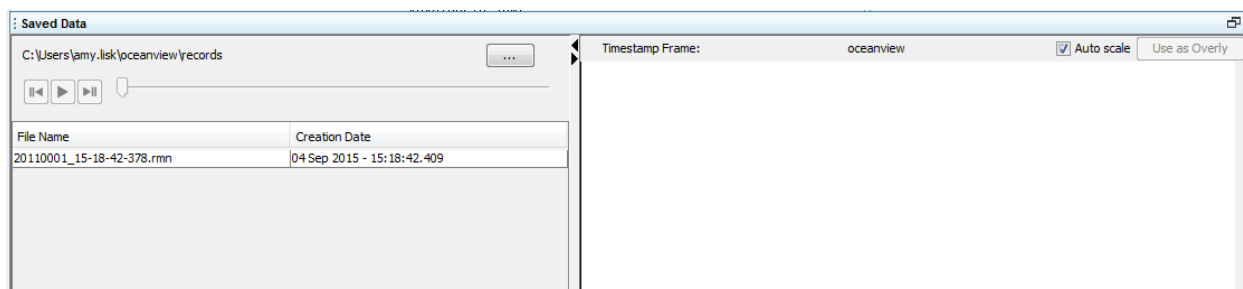 Saved Data
C:\Users\amy.lisk\oceanview\records
...
Timestamp Frame: oceanview Auto scale Use as Overly
File Name Creation Date
20110001_15-18-42-378.rmn 04 Sep 2015 - 15:18:42.409